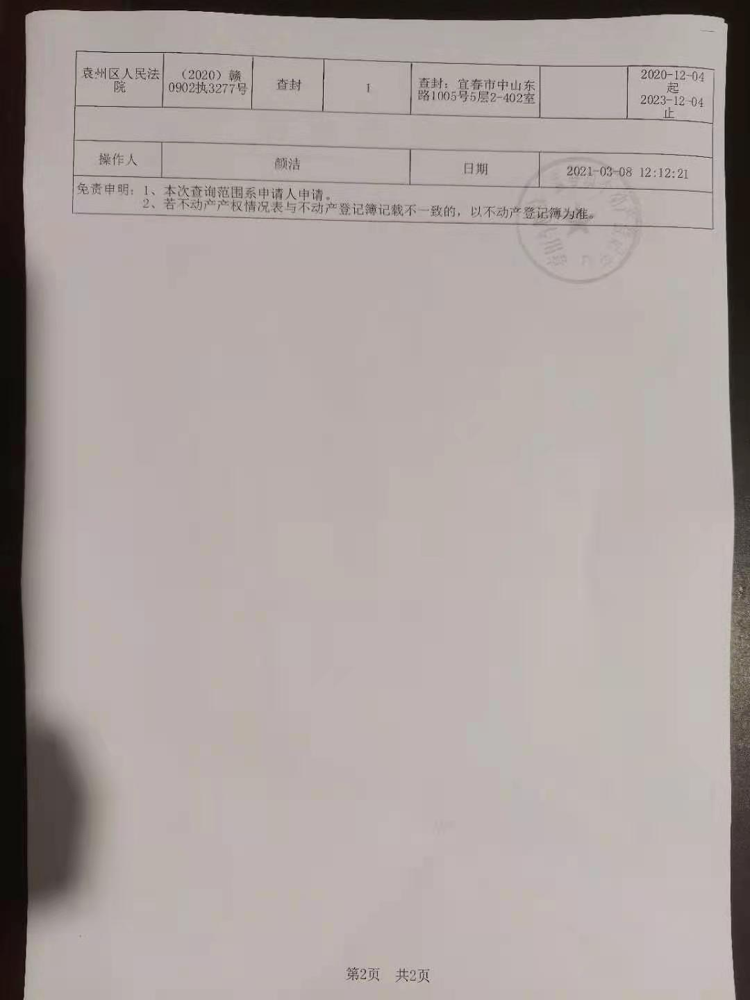 袁州区人民法
院
（2020）赣
0902执3277号
查封
1
查封：宜春市中山东
路1005号5层2-402室
2020-12-04
起
2023-12-04
止
操作人
颜洁
日期
2021-03-08 12:12:21
免责申明：1、本次查询范围系申请人申请。
2、若不动产产权情况表与不动产登记簿记载不一致的，以不动产登记簿为准。
第2页 共2页